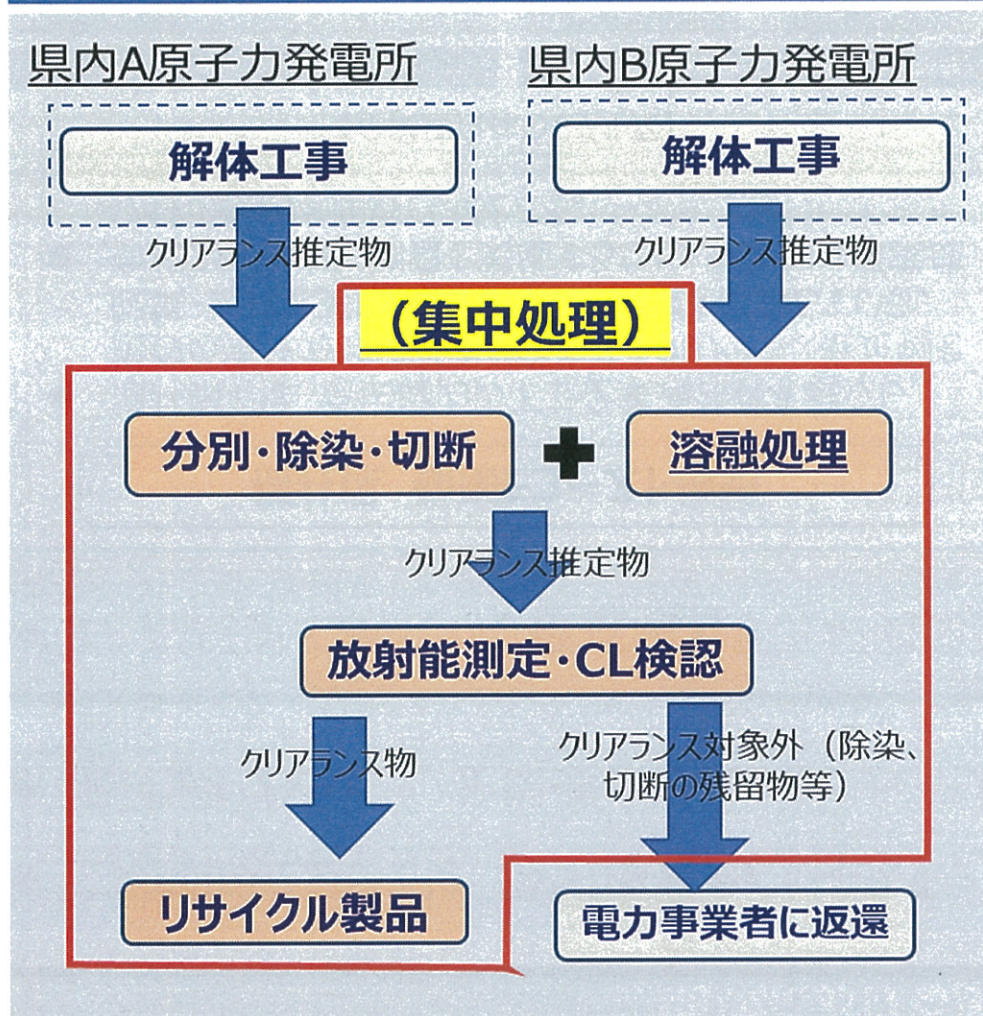 県内A原子力発電所
県内B原子力発電所
解体工事
解体工事
クリアランス推定物
クリアランス推定物
（集中処理）
分別・除染・切断
溶融処理
クリアランス推定物
放射能測定・CL検認
クリアランス物
クリアランス対象外（除染、
切断の残留物等）
リサイクル製品
電力事業者に返還